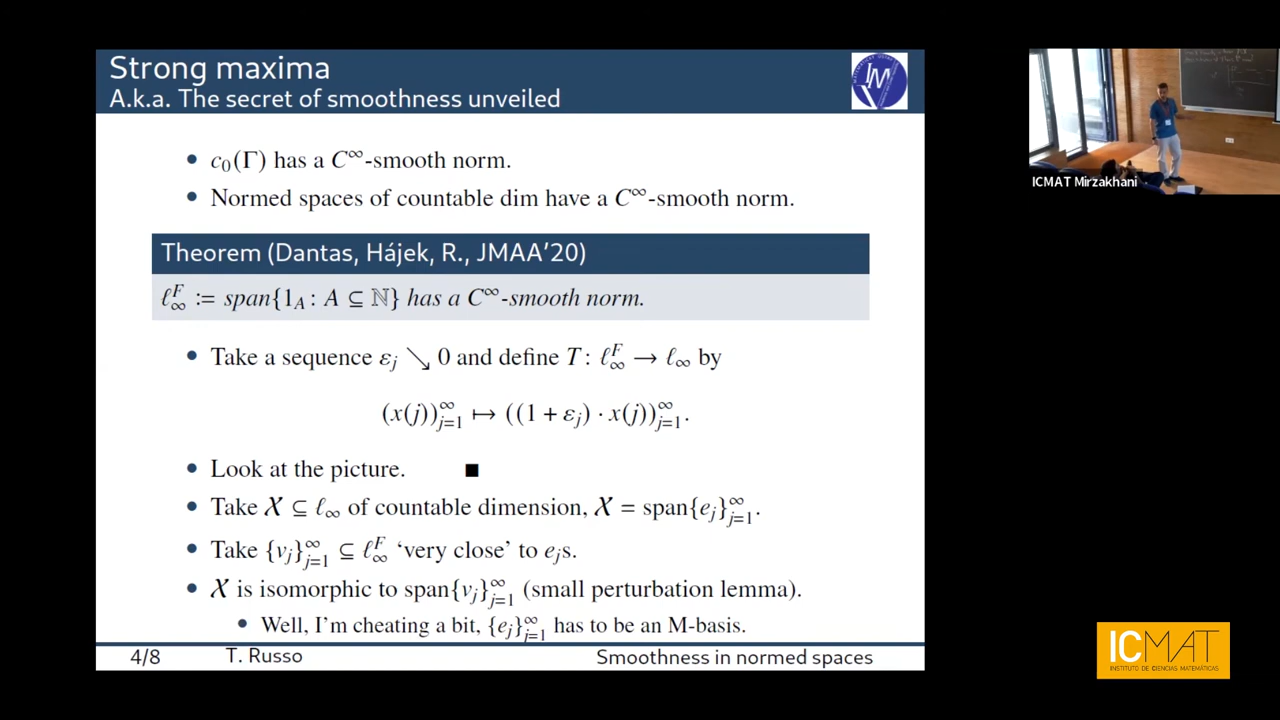 Strong maxima
A.k.a. The secret of smoothness unveiled
• c₀(Γ) has a C^∞-smooth norm.
• Normed spaces of countable dim have a C^∞-smooth norm.
Theorem (Dantas, Hájek, R., JMAA'20)
ℓ_∞^F := span{1_A : A ⊆ ℕ} has a C^∞-smooth norm.
• Take a sequence ε_j ↘ 0 and define T : ℓ_∞^F → ℓ_∞ by
(x(j))_{j=1}^∞ ↦ ((1 + ε_j) · x(j))_{j=1}^∞.
• Look at the picture. ■
• Take 𝒳 ⊆ ℓ_∞ of countable dimension, 𝒳 = span{e_j}_{j=1}^∞.
• Take {v_j}_{j=1}^∞ ⊆ ℓ_∞^F ‘very close’ to e_js.
• 𝒳 is isomorphic to span{v_j}_{j=1}^∞ (small perturbation lemma).
• Well, I'm cheating a bit, {e_j}_{j=1}^∞ has to be an M-basis.
4/8 T. Russo Smoothness in normed spaces
ICMAT Mirzakhani
ICMAT
INSTITUTO DE CIENCIAS MATEMÁTICAS